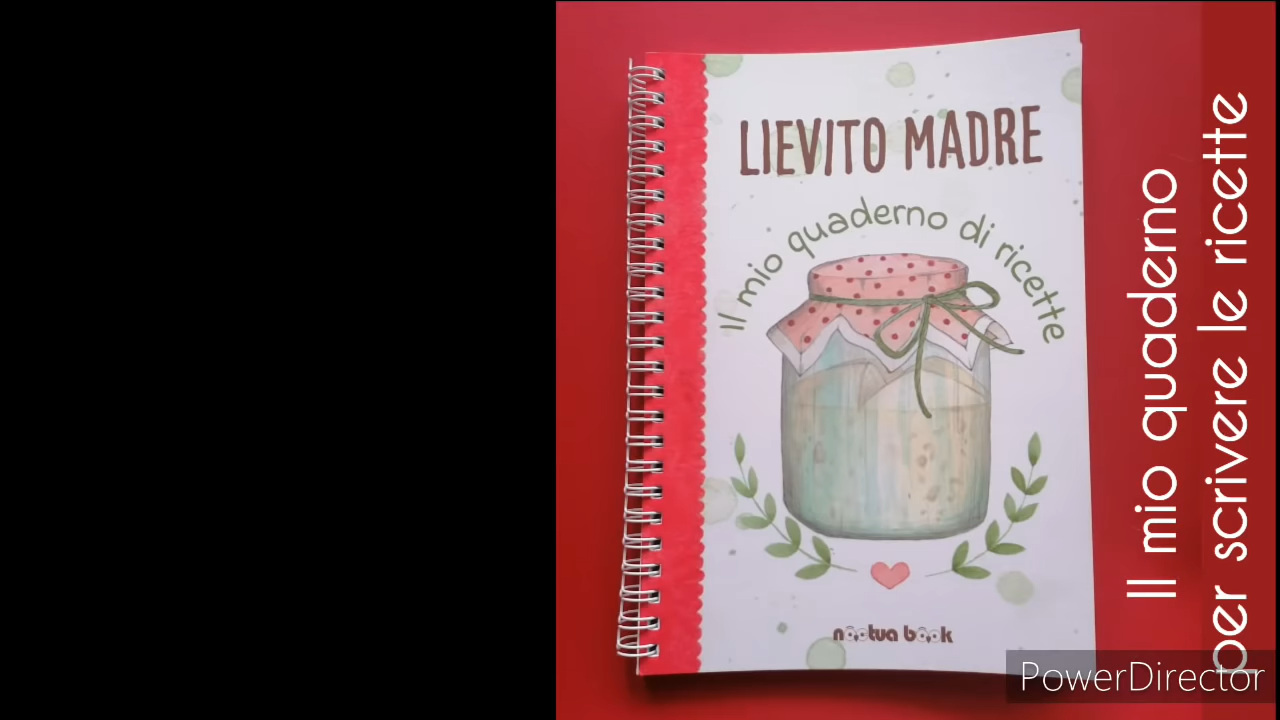 LIEVITO MADRE
Il mio quaderno di ricette
nootua book
Il mio quaderno
per scrivere le ricette
PowerDirector